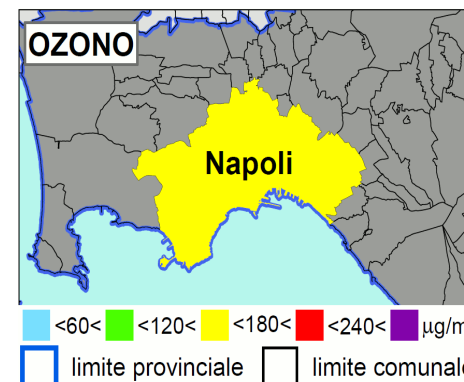 OZONO
Napoli
<60< <120< <180< <240< µg/m
limite provinciale limite comunale